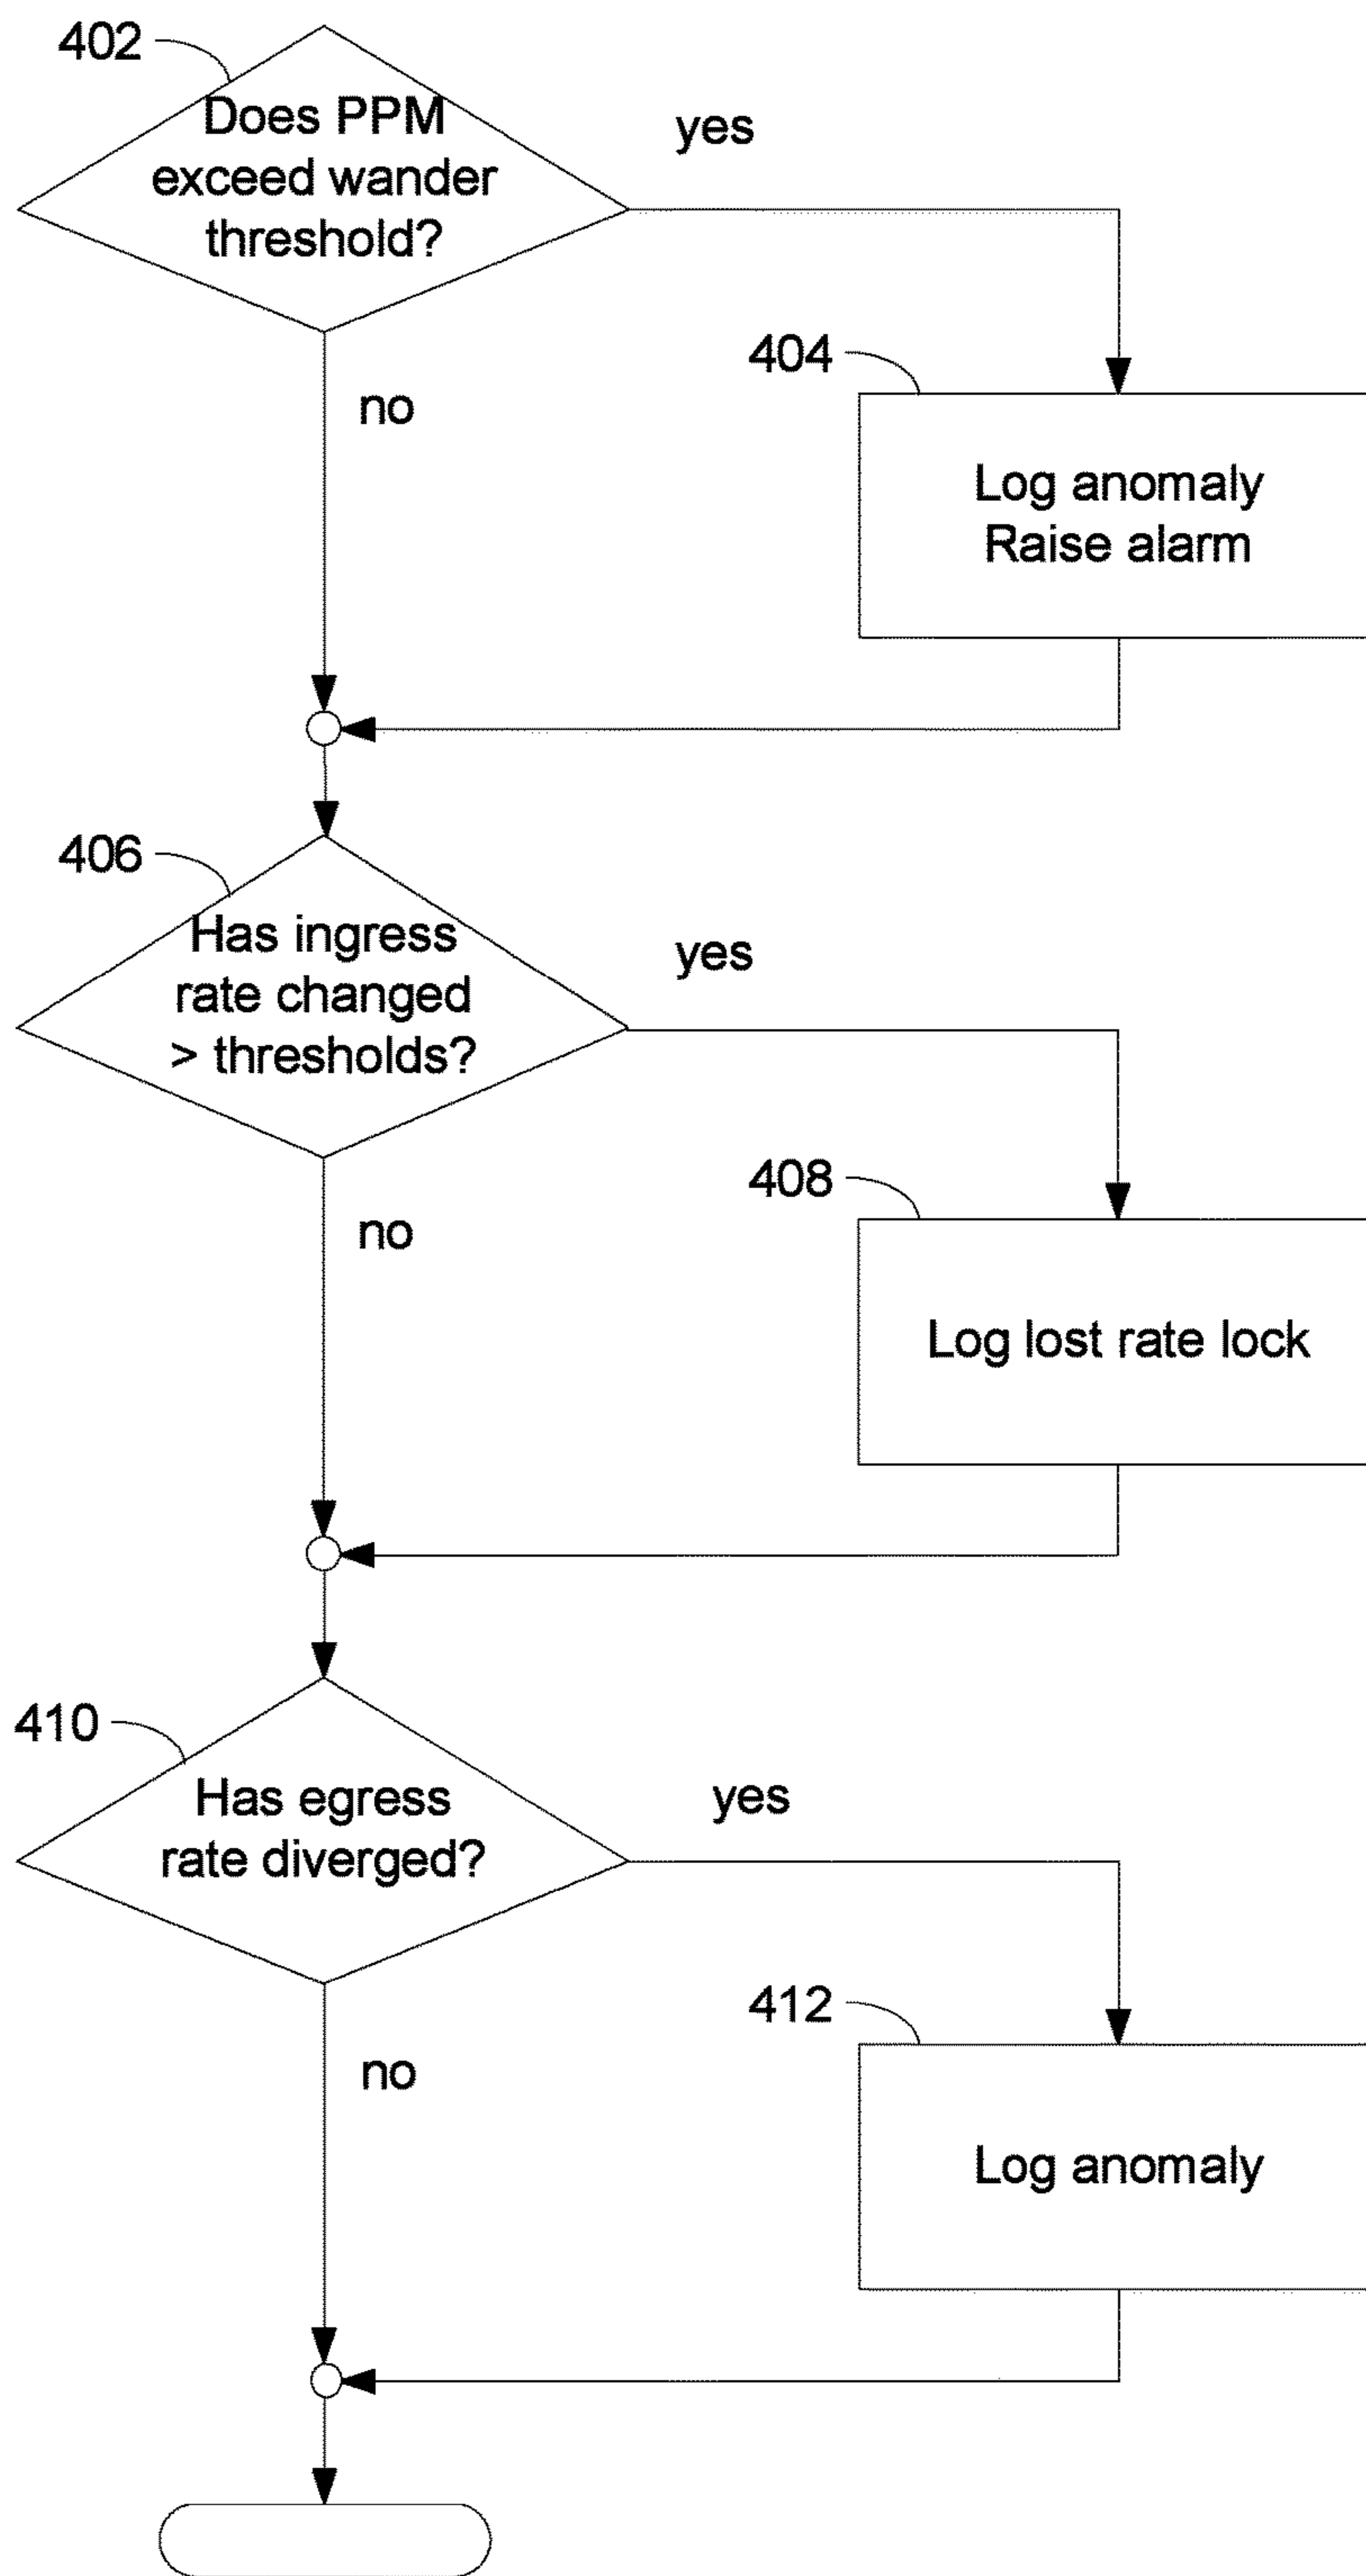 402
Does PPM
exceed wander
threshold?
yes
no
404
Log anomaly
Raise alarm
406
Has ingress
rate changed
> thresholds?
yes
no
408
Log lost rate lock
410
Has egress
rate diverged?
yes
no
412
Log anomaly